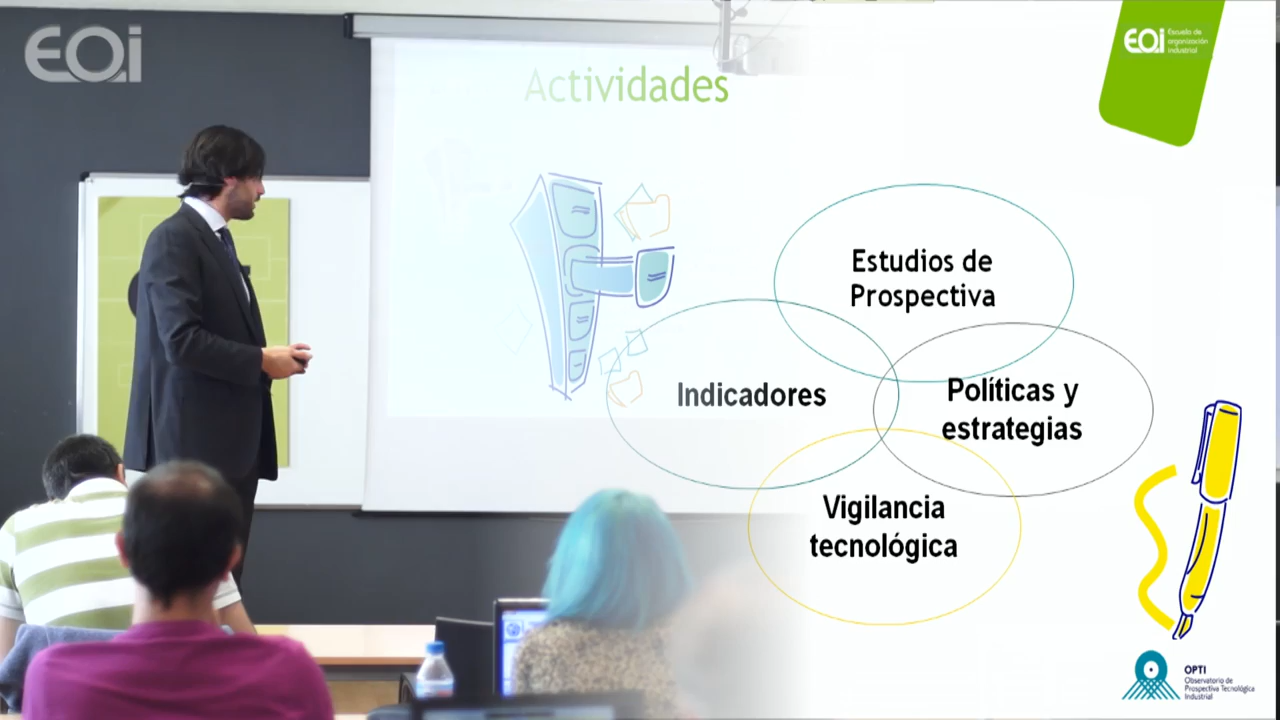 EOi
Actividades
EOi Escuela de
organización
industrial
Estudios de
Prospectiva
Indicadores
Políticas y
estrategias
Vigilancia
tecnológica
OPTI
Observatorio de
Prospectiva Tecnológica
Industrial